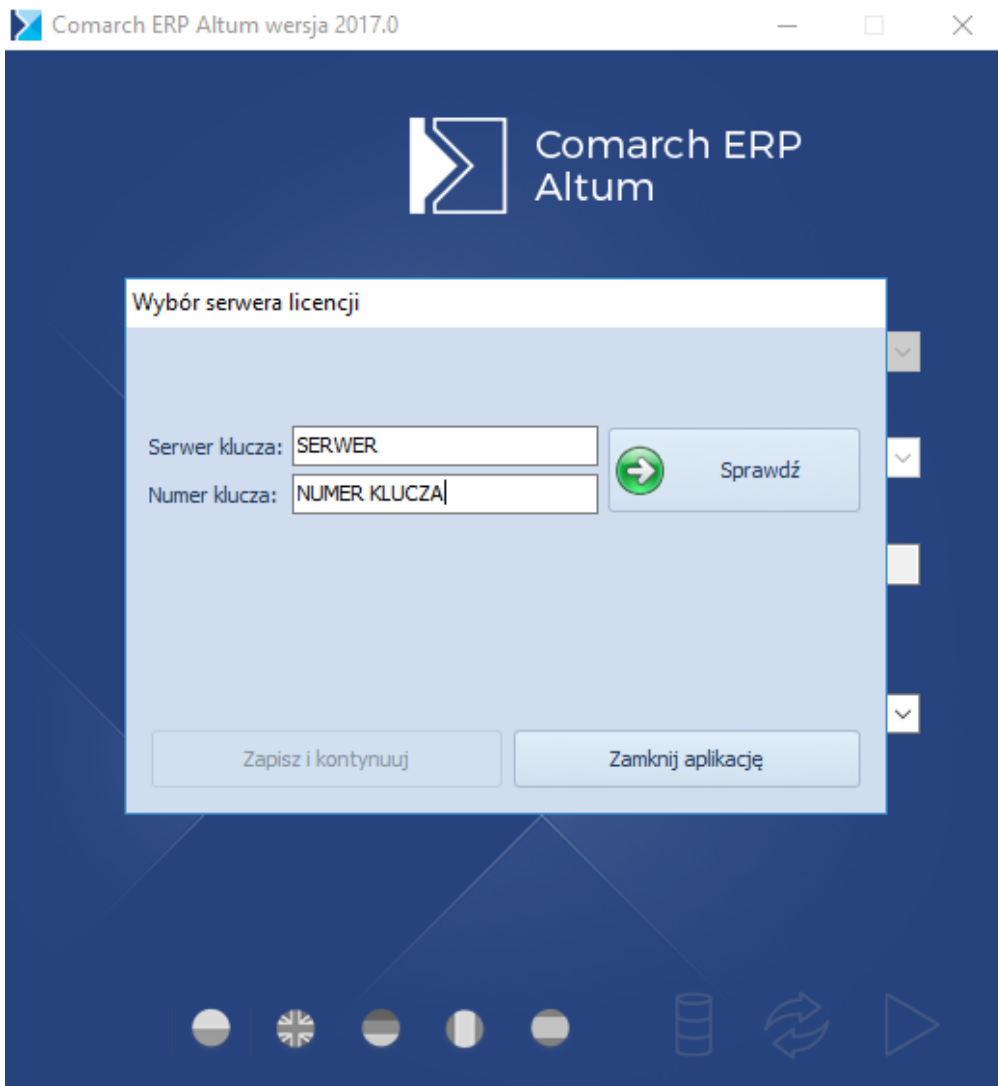 Comarch ERP Altum wersja 2017.0
Comarch ERP
Altum
Wybór serwera licencji
Serwer klucza: SERWER
Sprawdź
Numer klucza: NUMER KLUCZA
Zapisz i kontynuuj Zamknij aplikację